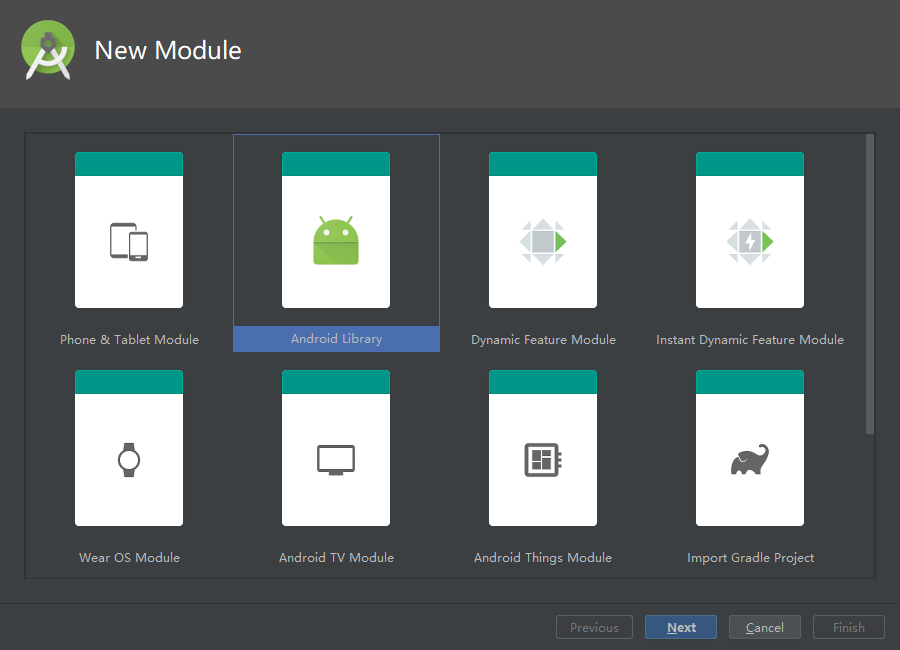 New Module
Phone & Tablet Module
Android Library
Dynamic Feature Module
Instant Dynamic Feature Module
Wear OS Module
Android TV Module
Android Things Module
Import Gradle Project
Previous
Next
Cancel
Finish